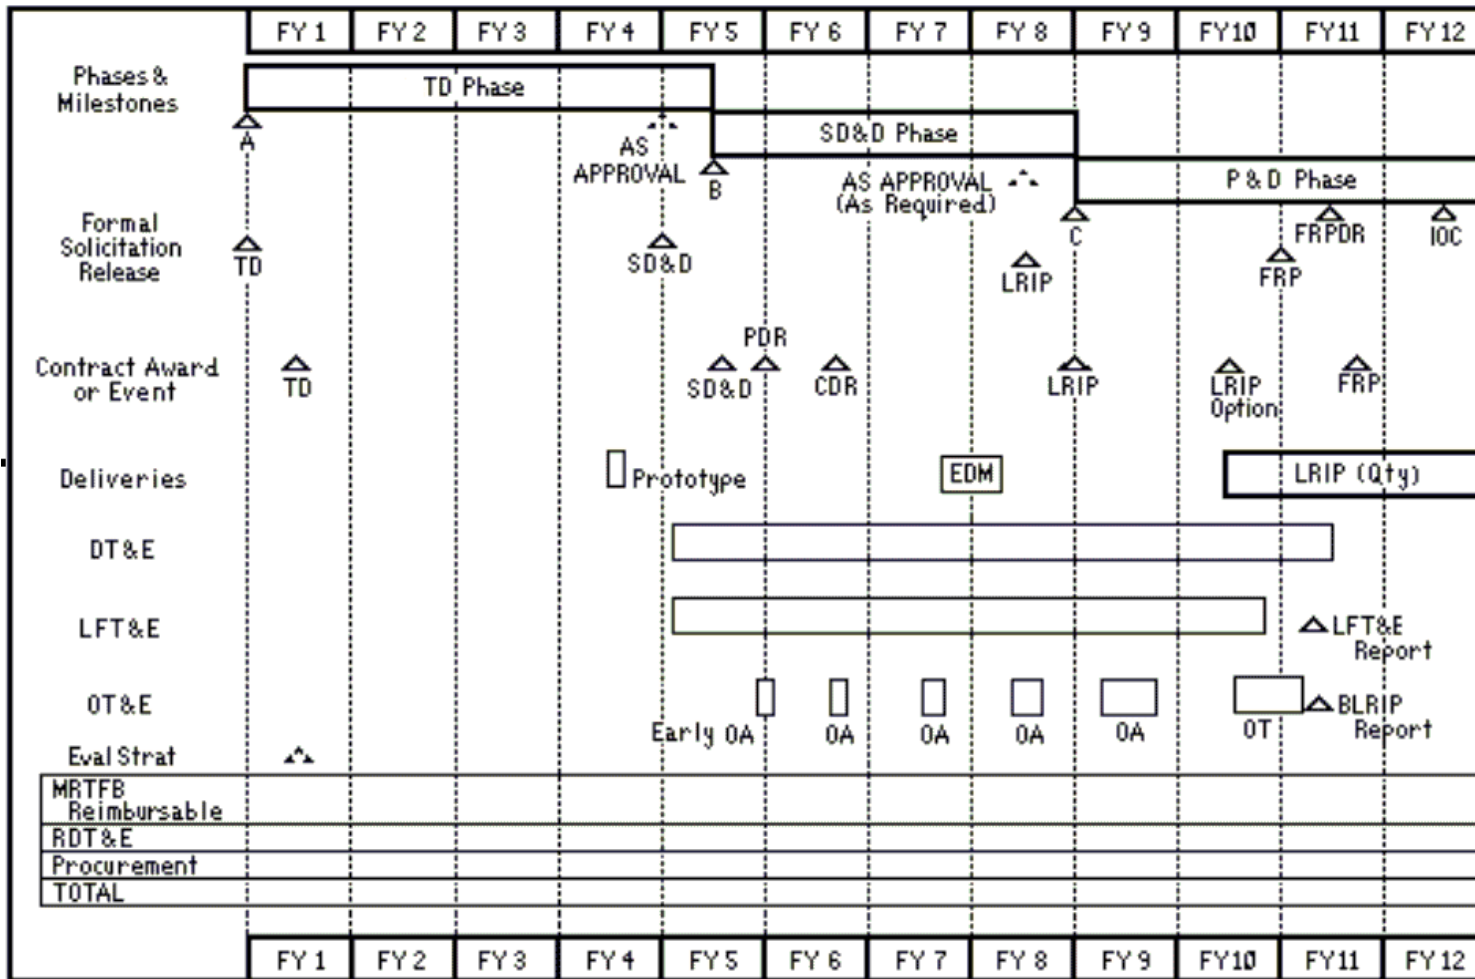 FY 1 FY 2 FY 3 FY 4 FY 5 FY 6 FY 7 FY 8 FY 9 FY10 FY11 FY 12
Phases &
Milestones
TD Phase
A
AS
APPROVAL
B
SD&D Phase
AS APPROVAL
(As Required)
C
P & D Phase
FRPDR
IOC
Formal
Solicitation
Release
TD
SD&D
LRIP
FRP
Contract Award
or Event
TD
SD&D
PDR
CDR
LRIP
LRIP
Option
FRP
Deliveries
Prototype
EDM
LRIP (Qty)
DT&E
LFT&E
LFT&E
Report
OT&E
Early OA
OA
OA
OA
OA
OT
BLRIP
Report
Eval Strat
MRTFB
Reimbursable
RDT&E
Procurement
TOTAL
FY 1 FY 2 FY 3 FY 4 FY 5 FY 6 FY 7 FY 8 FY 9 FY10 FY11 FY 12